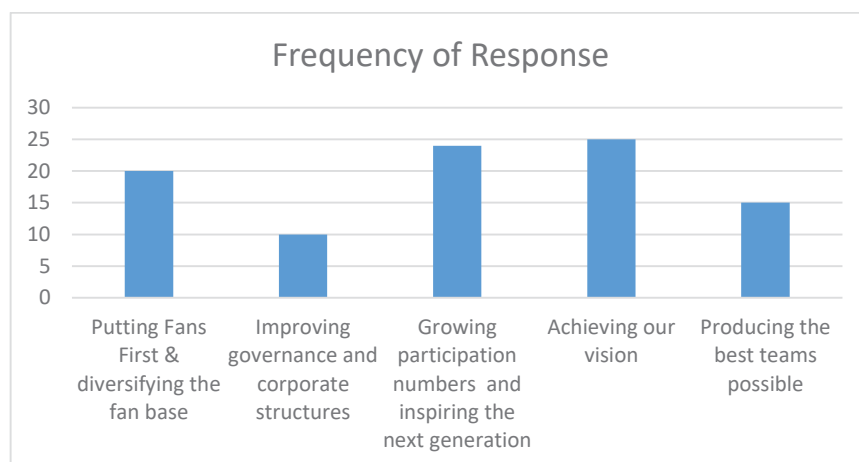 Frequency of Response
30
25
20
15
10
5
0
Putting Fans
First &
diversifying the
fan base
Improving
governance and
corporate
structures
Growing
participation
numbers  and
inspiring the
next generation
Achieving our
vision
Producing the
best teams
possible